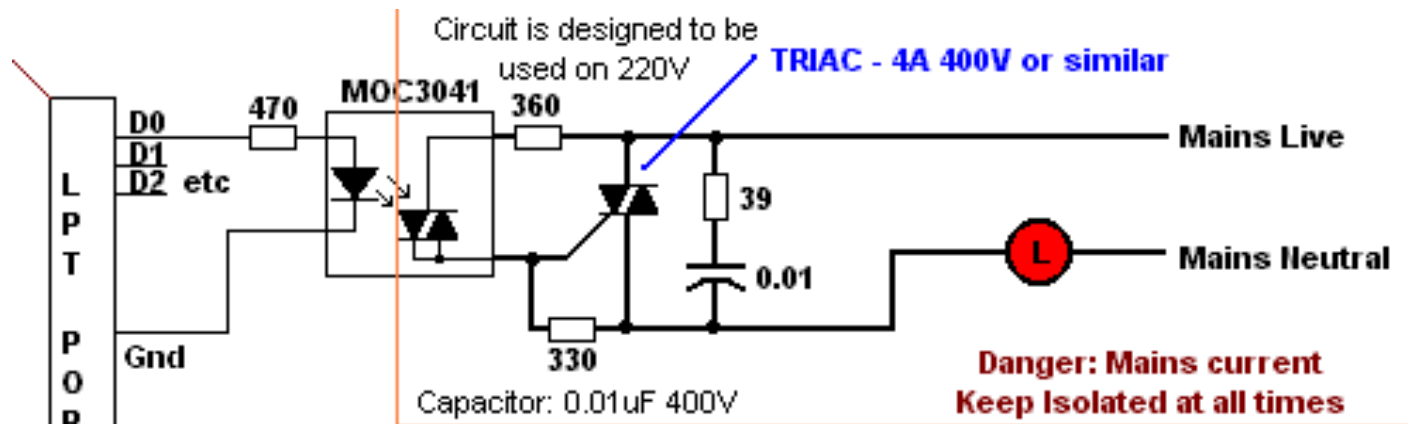 Circuit is designed to be
used on 220V
TRIAC - 4A 400V or similar
MOC3041
470
360
D0
D1
D2 etc
Mains Live
39
0.01
L
Mains Neutral
LPT POR
Gnd
330
Danger: Mains current
Keep Isolated at all times
Capacitor: 0.01uF 400V